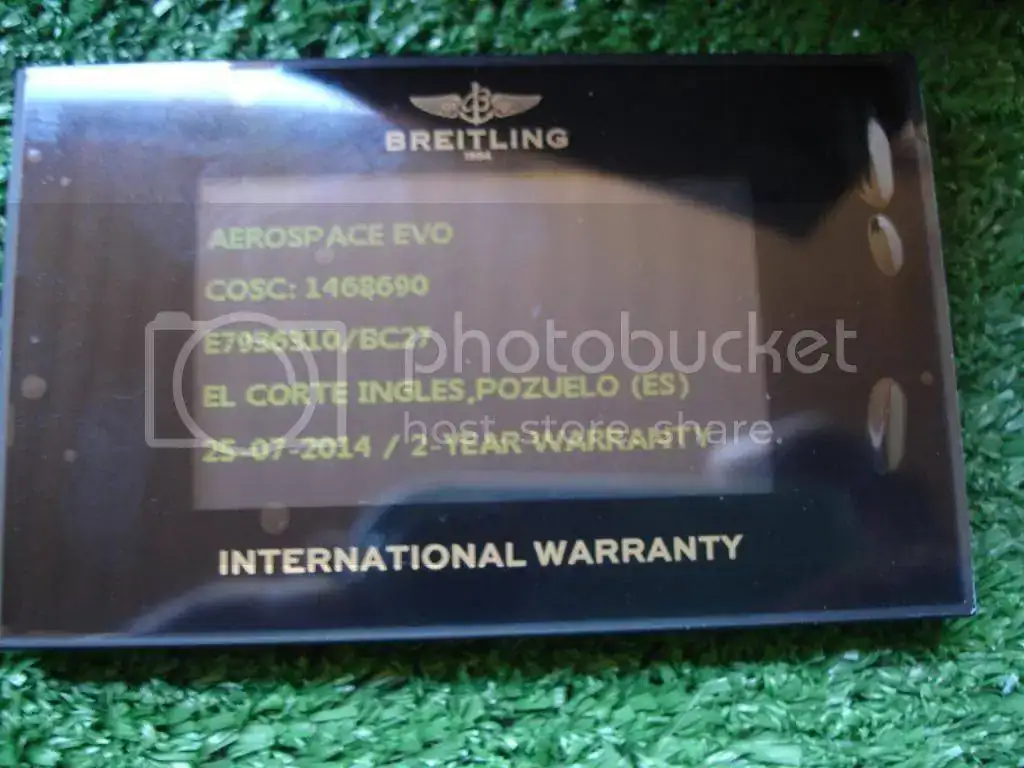 BREITLING
1884
AEROSPACE EVO
COSC: 1468690
E7936310/BC27
photobucket
EL CORTE INGLES,POZUELO (ES)
host. store. share.
25-07-2014 / 2-YEAR WARRANTY
INTERNATIONAL WARRANTY